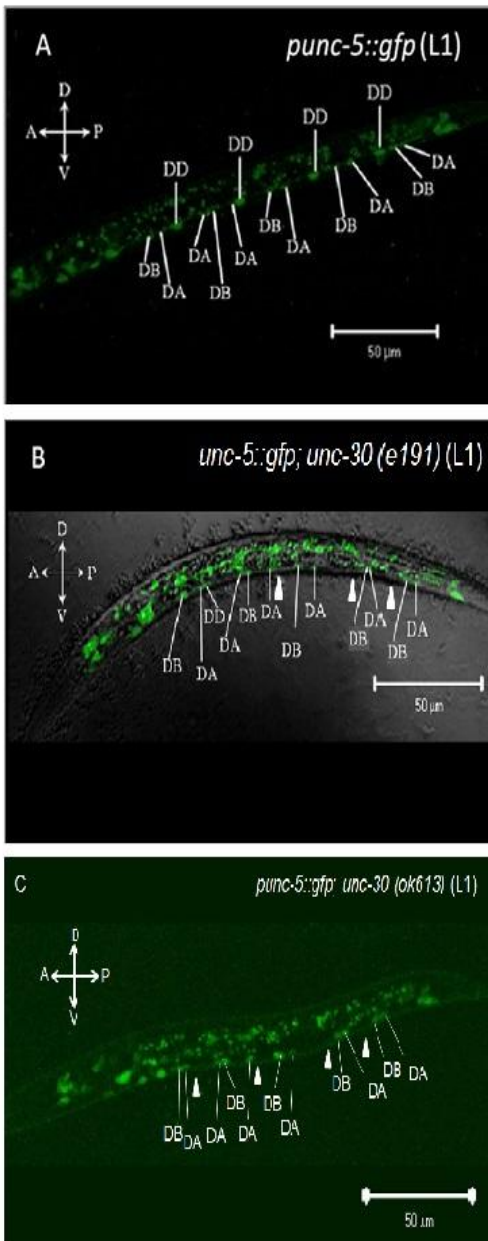 A
punc-5::gfp (L1)
D
A P
V
DD
DD
DD
DD
DB
DA
DA
DB
DA
DB
DA
DB
DA
DB
DA
50 µm
B
unc-5::gfp; unc-30 (e191) (L1)
D
A P
V
DB
DA
DD
DA
DB
DA
DB
DA
DB
DA
DB
DA
50 µm
C
punc-5::gfp; unc-30 (ok613) (L1)
D
A P
V
DB
DA
DA
DB
DA
DB
DA
DB
DA
DB
DA
50 µm